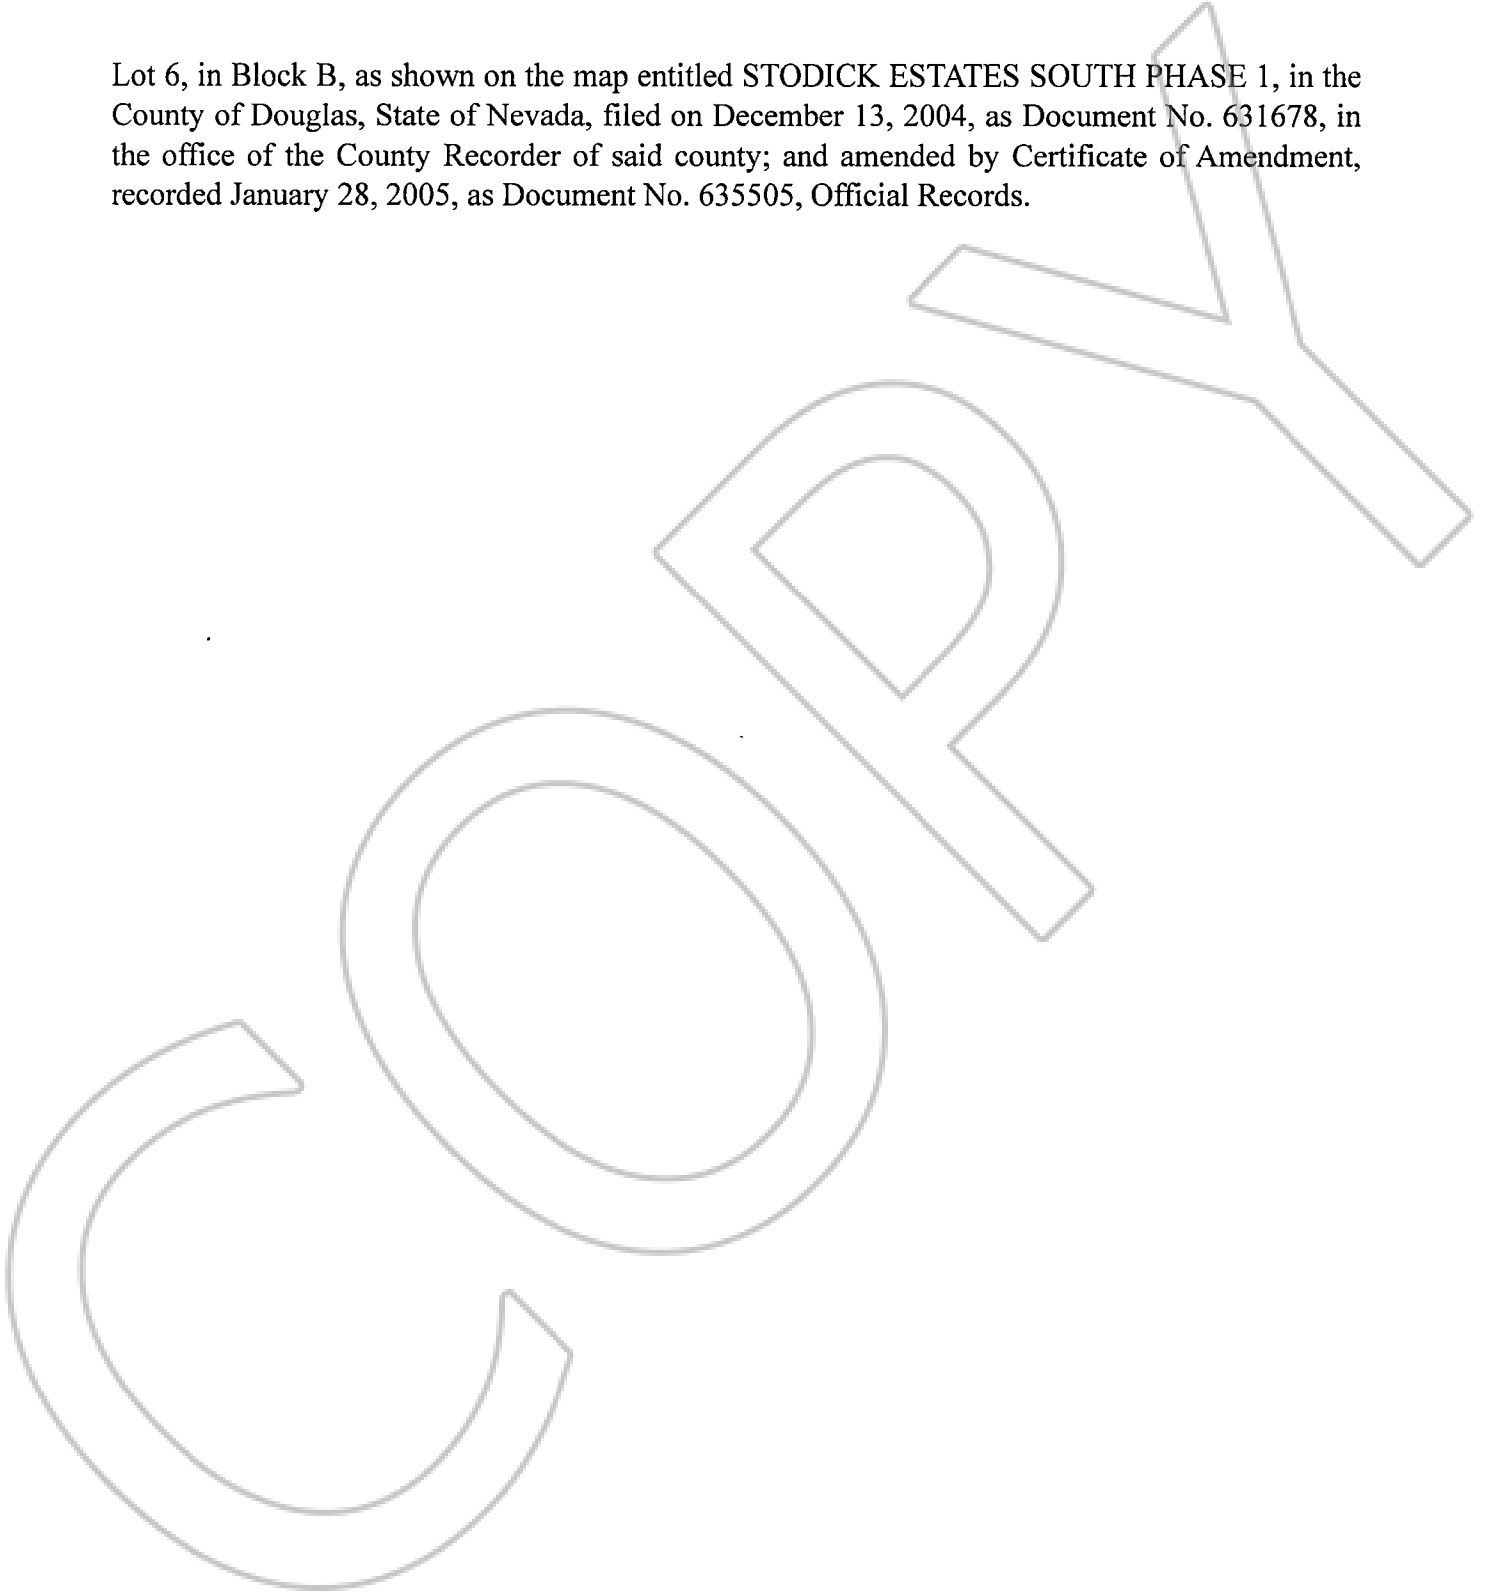 Lot 6, in Block B, as shown on the map entitled STODICK ESTATES SOUTH PHASE 1, in the
County of Douglas, State of Nevada, filed on December 13, 2004, as Document No. 631678, in
the office of the County Recorder of said county; and amended by Certificate of Amendment,
recorded January 28, 2005, as Document No. 635505, Official Records.
COPY